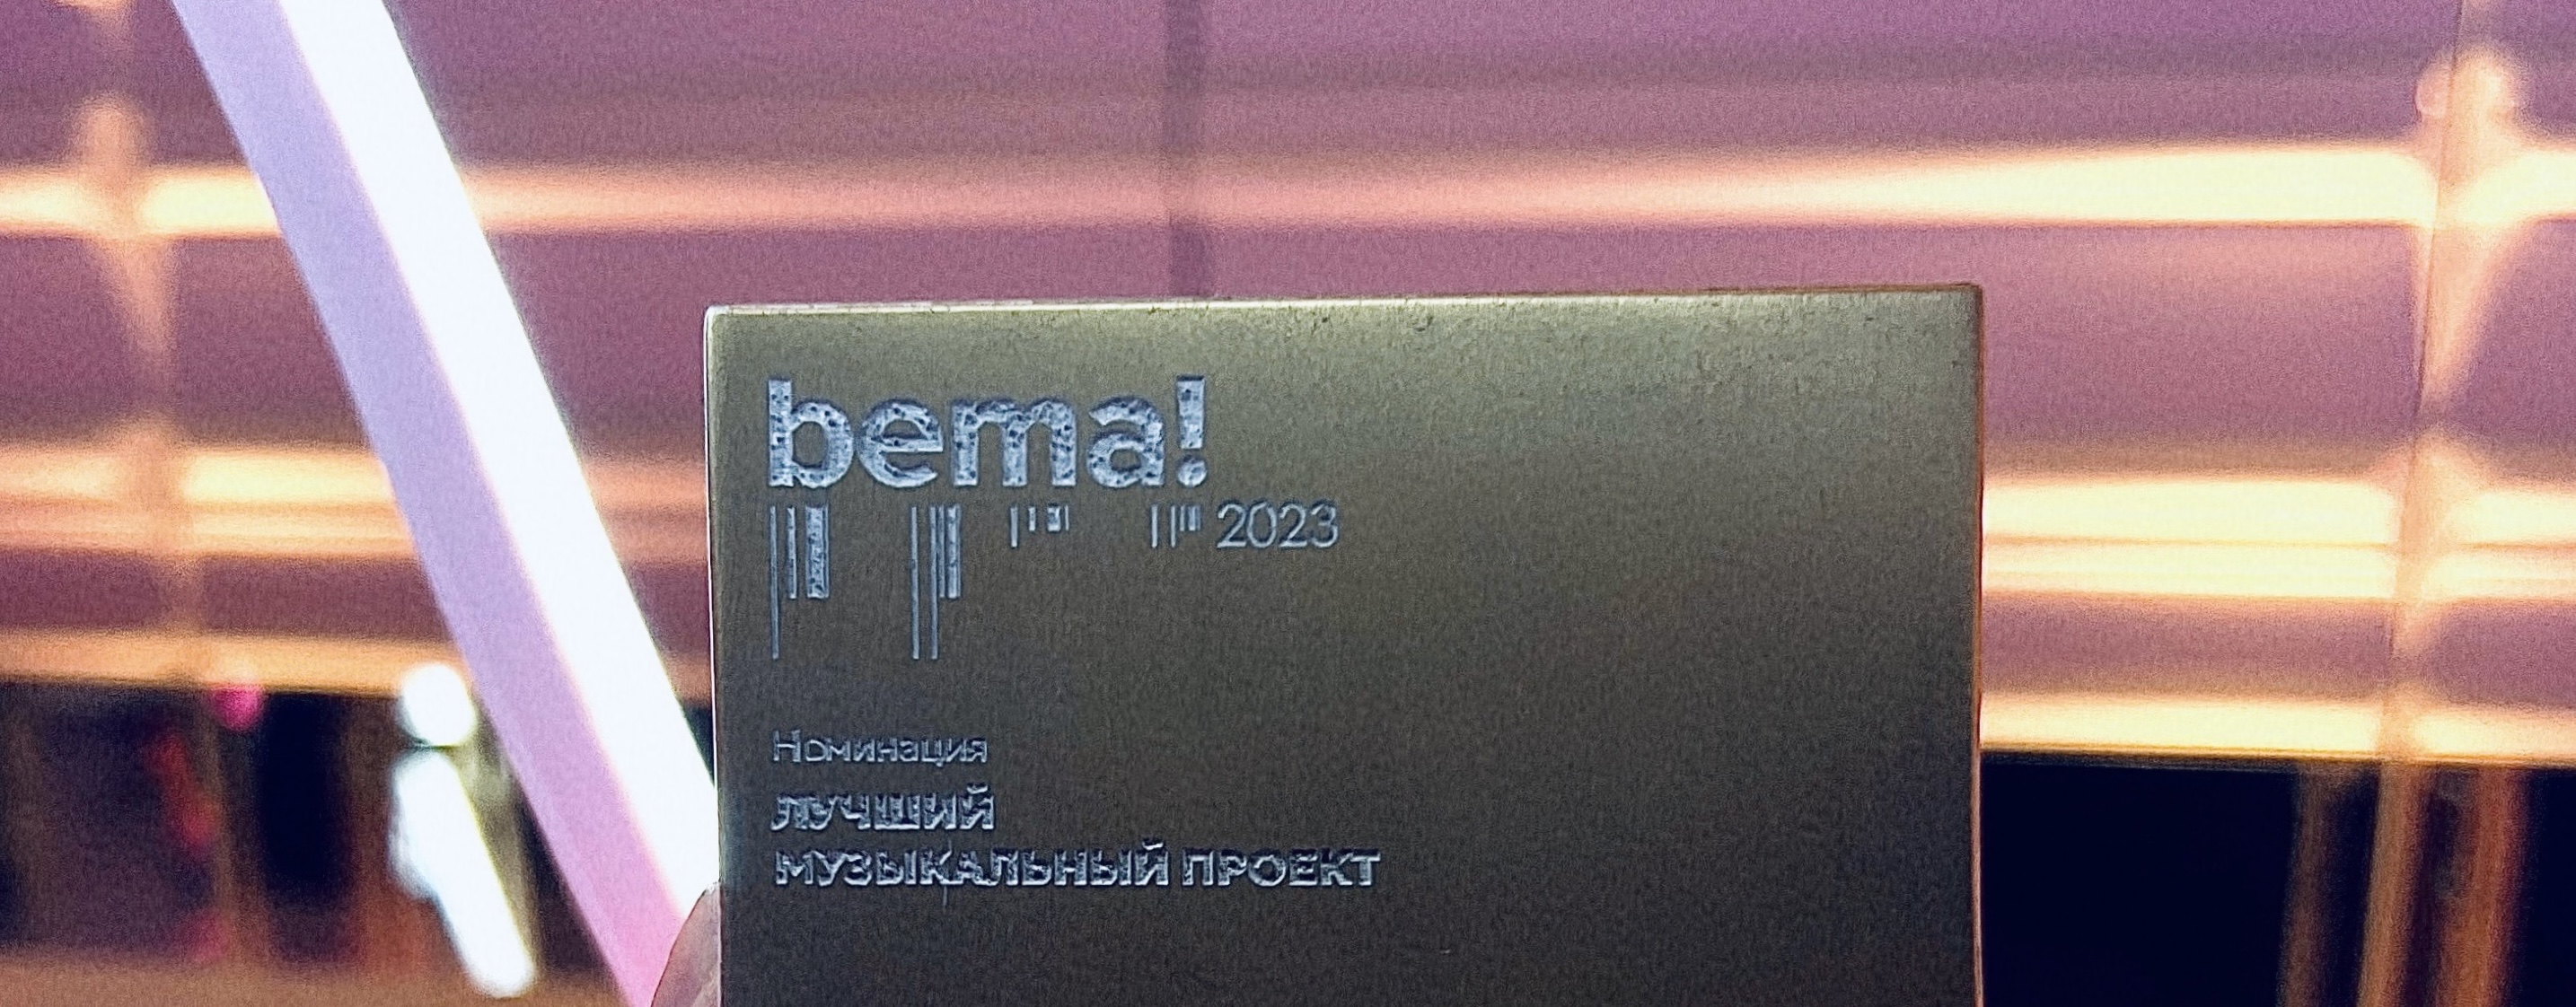 bema!
2023
Номинация
ЛУЧШИЙ
МУЗЫКАЛЬНЫЙ ПРОЕКТ